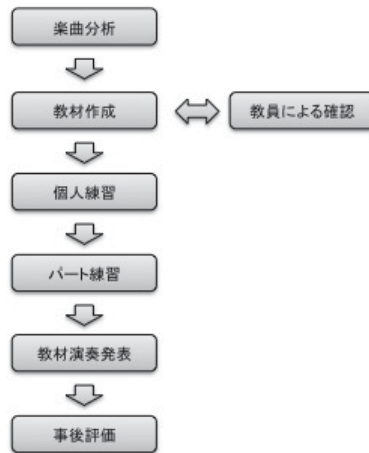 楽曲分析
教材作成
教員による確認
個人練習
パート練習
教材演奏発表
事後評価